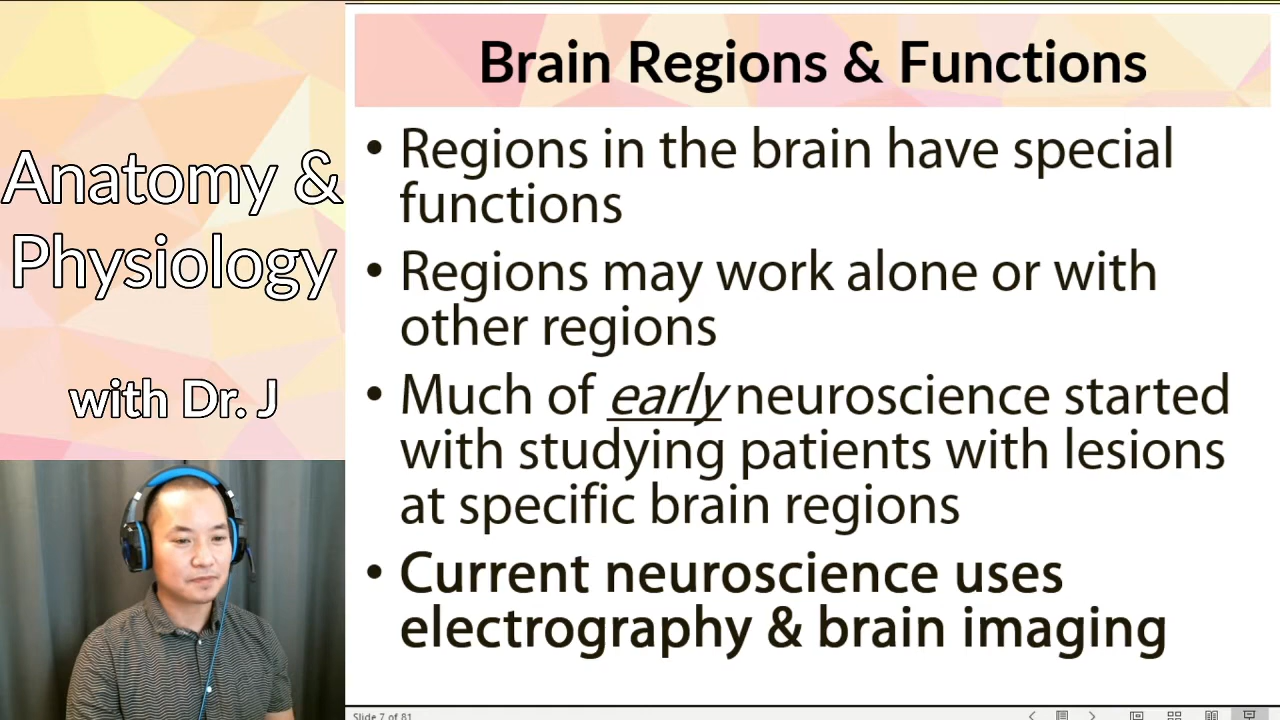 Anatomy &
Physiology
with Dr. J
Brain Regions & Functions
• Regions in the brain have special
functions
• Regions may work alone or with
other regions
• Much of early neuroscience started
with studying patients with lesions
at specific brain regions
• Current neuroscience uses
electrography & brain imaging
Slide 7 of 81